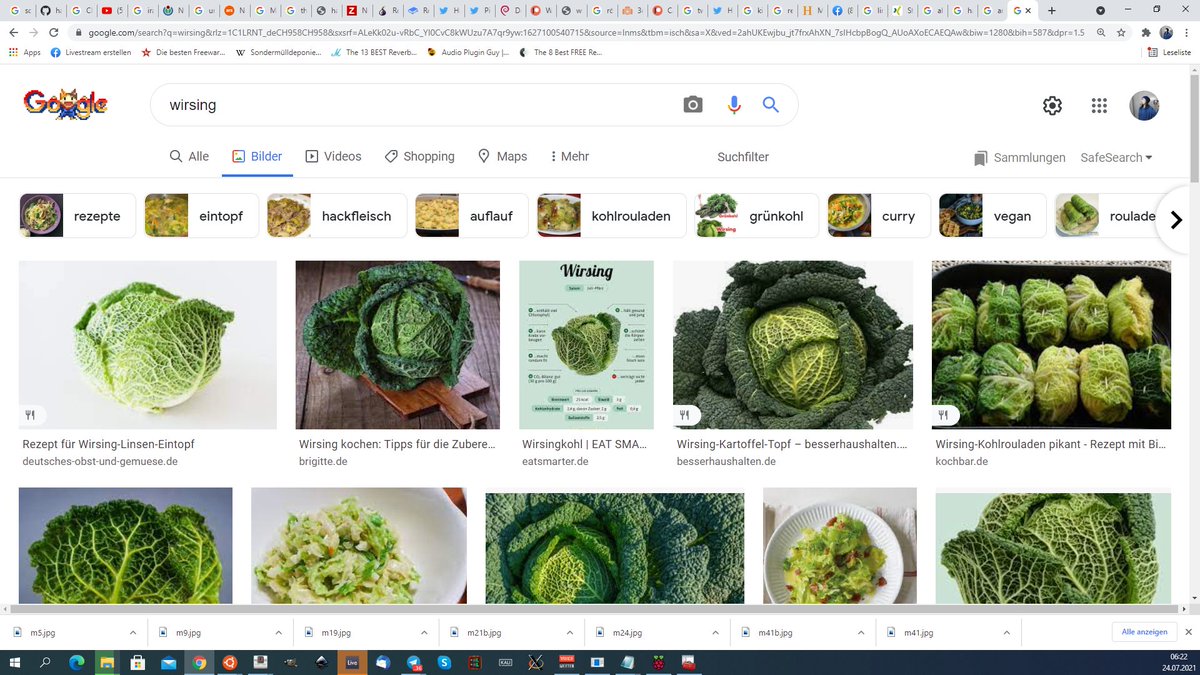 google.com/search?q=wirsing&rlz=1C1LRNT_deCH958CH958&sxsrf=ALeKk02u-vRbC_Yl0CvC8kWUzu7A7qr9yw:1627100540715&source=lnms&tbm=isch&sa=X&ved=2ahUKEwjbu_jt7frxAhXN_7sIHcbpBogQ_AUoAXoECAEQAw&biw=1280&bih=587&dpr=1.5
Apps Livestream erstellen Die besten Freewar... Sondermülldeponie... The 13 BEST Reverb... Audio Plugin Guy |... The 8 Best FREE Re... Leseliste
Google wirsing
Alle Bilder Videos Shopping Maps Mehr Suchfilter Sammlungen SafeSearch
rezepte eintopf hackfleisch auflauf kohlrouladen grünkohl curry vegan roulade
Wirsing
Rezept für Wirsing-Linsen-Eintopf
deutsches-obst-und-gemuese.de
Wirsing kochen: Tipps für die Zubere...
brigitte.de
Wirsingkohl | EAT SMA...
eatsmarter.de
Wirsing-Kartoffel-Topf – besserhaushalten....
besserhaushalten.de
Wirsing-Kohlrouladen pikant - Rezept mit Bi...
kochbar.de
m5.jpg m9.jpg m19.jpg m21b.jpg m24.jpg m41b.jpg m41.jpg Alle anzeigen
06:22
24.07.2021